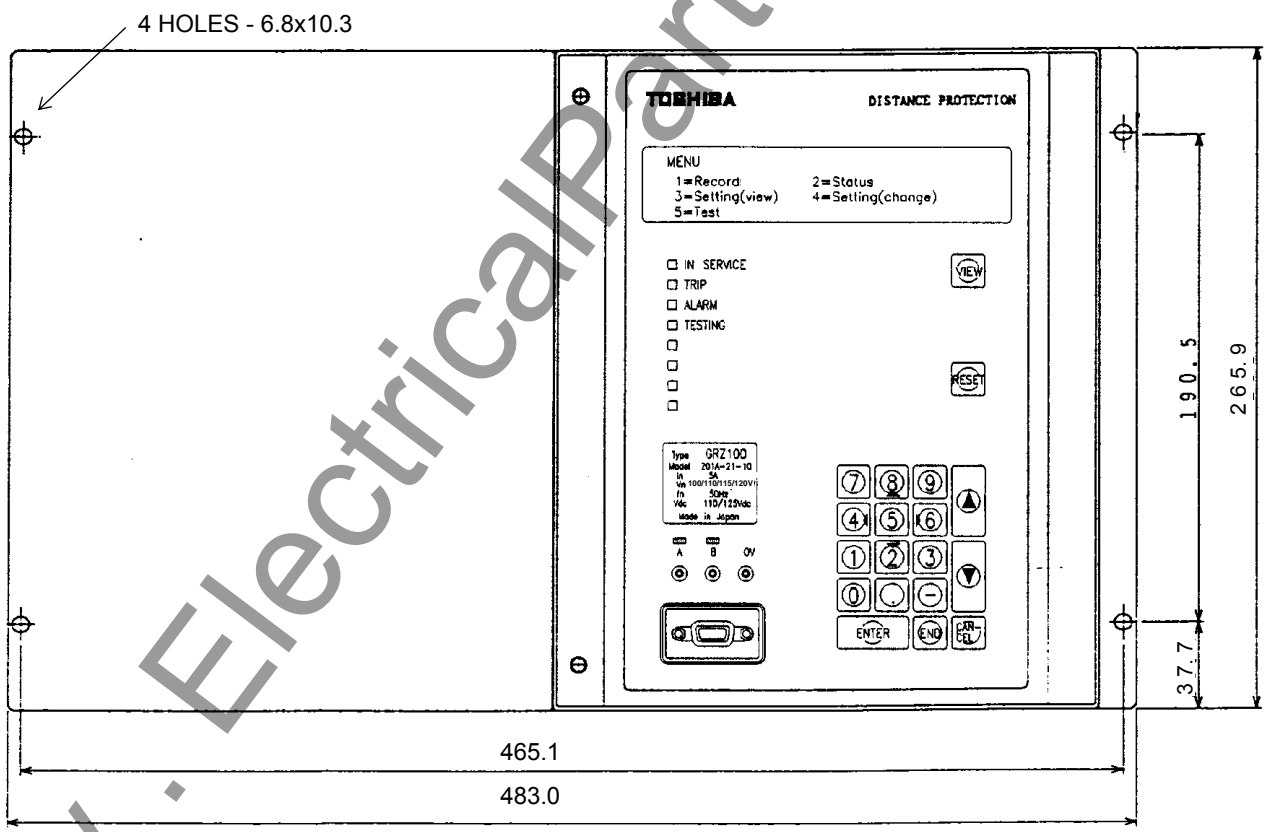 4 HOLES - 6.8x10.3
TOSHIBA
DISTANCE PROTECTION
MENU
1=Record 2=Status
3=Setting(view) 4=Setting(change)
5=Test
IN SERVICE
TRIP
ALARM
TESTING
VIEW
RESET
Type GRZ100
Model 201A-21-10
In 5A
Vn 100/110/115/120V
fn 50Hz
Vdc 110/125Vdc
Made in Japan
A B 0V
7 8 9
4 5 6
1 2 3
0 . -
ENTER END CAN-
CEL
190.5
265.9
37.7
465.1
483.0
. ElectricalPart